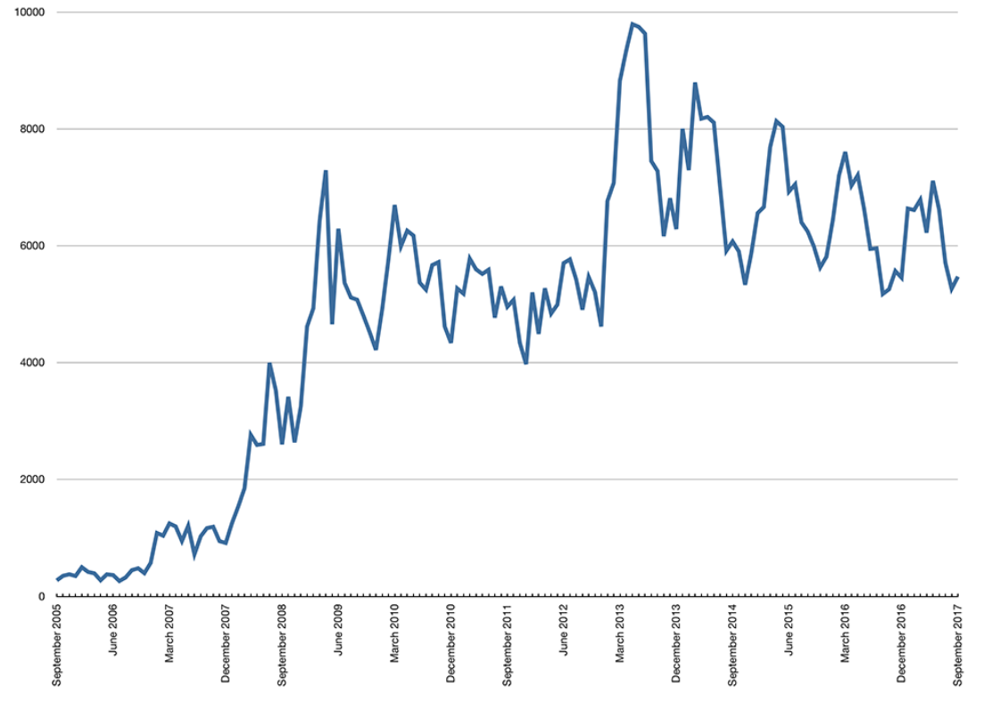 10000
8000
6000
4000
2000
0
September 2005
June 2006
March 2007
December 2007
September 2008
June 2009
March 2010
December 2010
September 2011
June 2012
March 2013
December 2013
September 2014
June 2015
March 2016
December 2016
September 2017